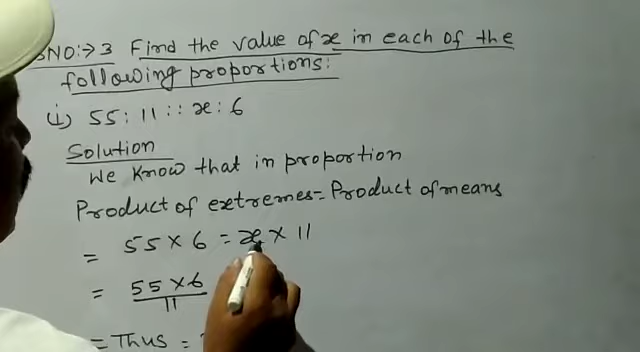 SNO:→3 Find the value of x in each of the
following proportions:
(i) 55 : 11 :: x : 6
Solution
We know that in proportion
Product of extremes = Product of means
= 55 × 6 = x × 11
= 55 × 6 / 11
= Thus =